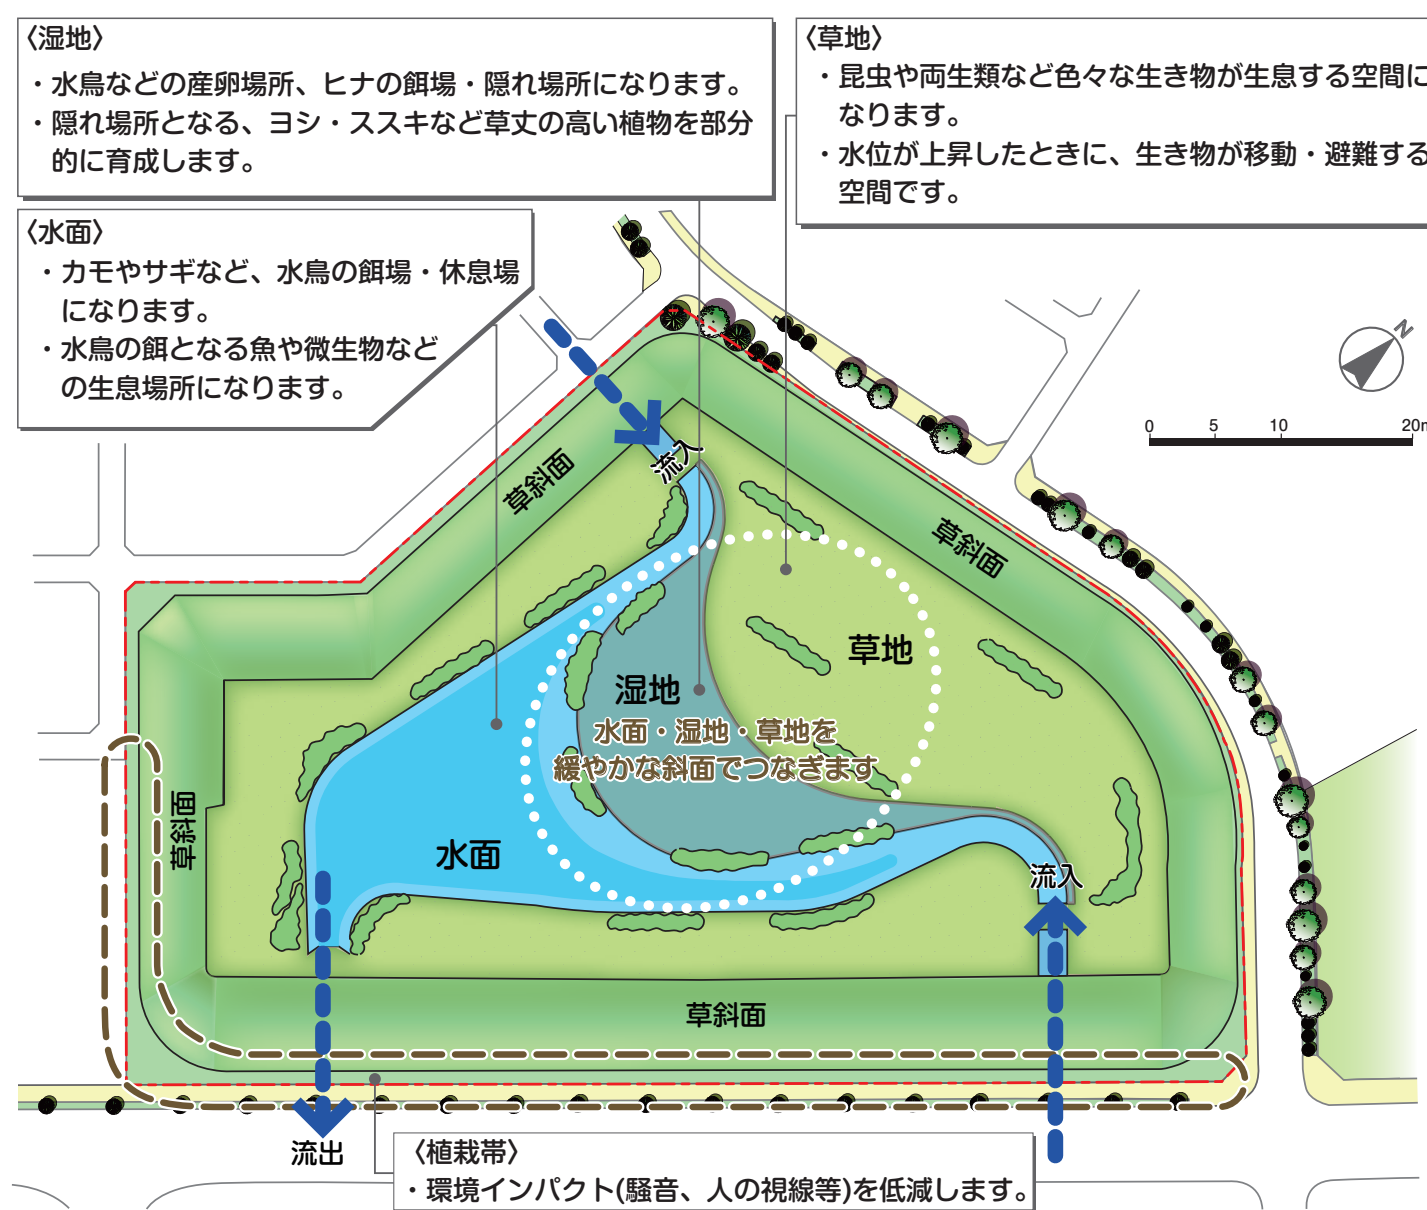 〈湿地〉
・水鳥などの産卵場所、ヒナの餌場・隠れ場所になります。
・隠れ場所となる、ヨシ・ススキなど草丈の高い植物を部分
的に育成します。
〈草地〉
・昆虫や両生類など色々な生き物が生息する空間に
なります。
・水位が上昇したときに、生き物が移動・避難する
空間です。
〈水面〉
・カモやサギなど、水鳥の餌場・休息場
になります。
・水鳥の餌となる魚や微生物など
の生息場所になります。
N
0 5 10 20m
流入
草斜面
草斜面
草地
湿地
水面・湿地・草地を
緩やかな斜面でつなぎます
草斜面
水面
流入
草斜面
流出
〈植栽帯〉
・環境インパクト(騒音、人の視線等)を低減します。